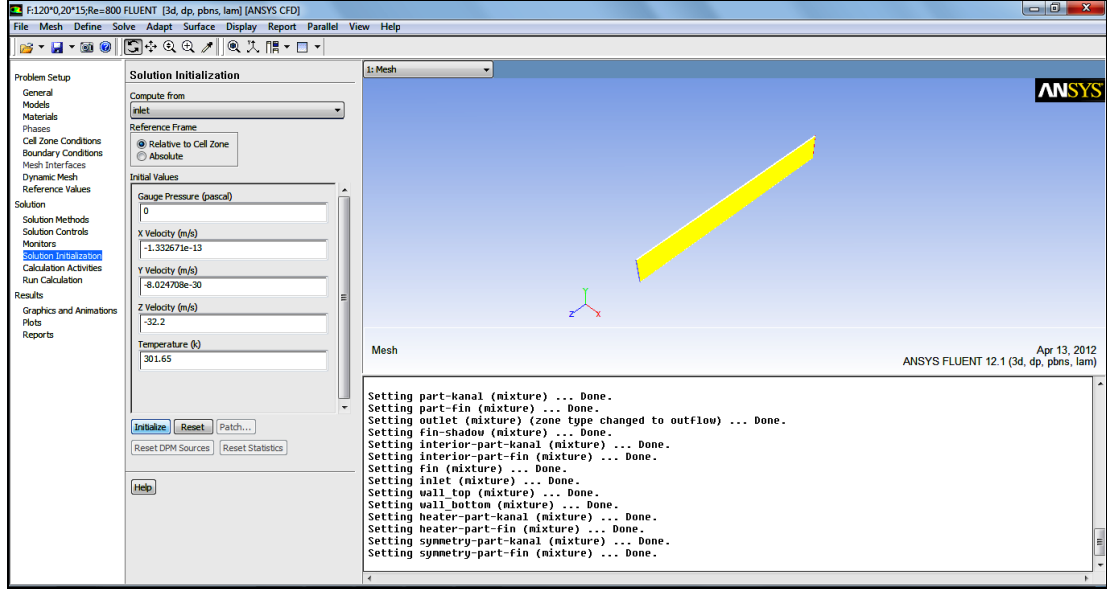 F:120*0,20*15;Re=800 FLUENT [3d, dp, pbns, lam] [ANSYS CFD]
File Mesh Define Solve Adapt Surface Display Report Parallel View Help
Problem Setup
General
Models
Materials
Phases
Cell Zone Conditions
Boundary Conditions
Mesh Interfaces
Dynamic Mesh
Reference Values
Solution
Solution Methods
Solution Controls
Monitors
Solution Initialization
Calculation Activities
Run Calculation
Results
Graphics and Animations
Plots
Reports
Solution Initialization
Compute from
inlet
Reference Frame
Relative to Cell Zone
Absolute
Initial Values
Gauge Pressure (pascal)
0
X Velocity (m/s)
-1.332671e-13
Y Velocity (m/s)
-8.024708e-30
Z Velocity (m/s)
-32.2
Temperature (k)
301.65
Initialize Reset Patch...
Reset DPM Sources Reset Statistics
Help
1: Mesh
ANSYS
Y
Z X
Mesh
Apr 13, 2012
ANSYS FLUENT 12.1 (3d, dp, pbns, lam)
Setting part-kanal (mixture) ... Done.
Setting part-fin (mixture) ... Done.
Setting outlet (mixture) (zone type changed to outflow) ... Done.
Setting fin-shadow (mixture) ... Done.
Setting interior-part-kanal (mixture) ... Done.
Setting interior-part-fin (mixture) ... Done.
Setting fin (mixture) ... Done.
Setting inlet (mixture) ... Done.
Setting wall_top (mixture) ... Done.
Setting wall_bottom (mixture) ... Done.
Setting heater-part-kanal (mixture) ... Done.
Setting heater-part-fin (mixture) ... Done.
Setting symmetry-part-kanal (mixture) ... Done.
Setting symmetry-part-fin (mixture) ... Done.